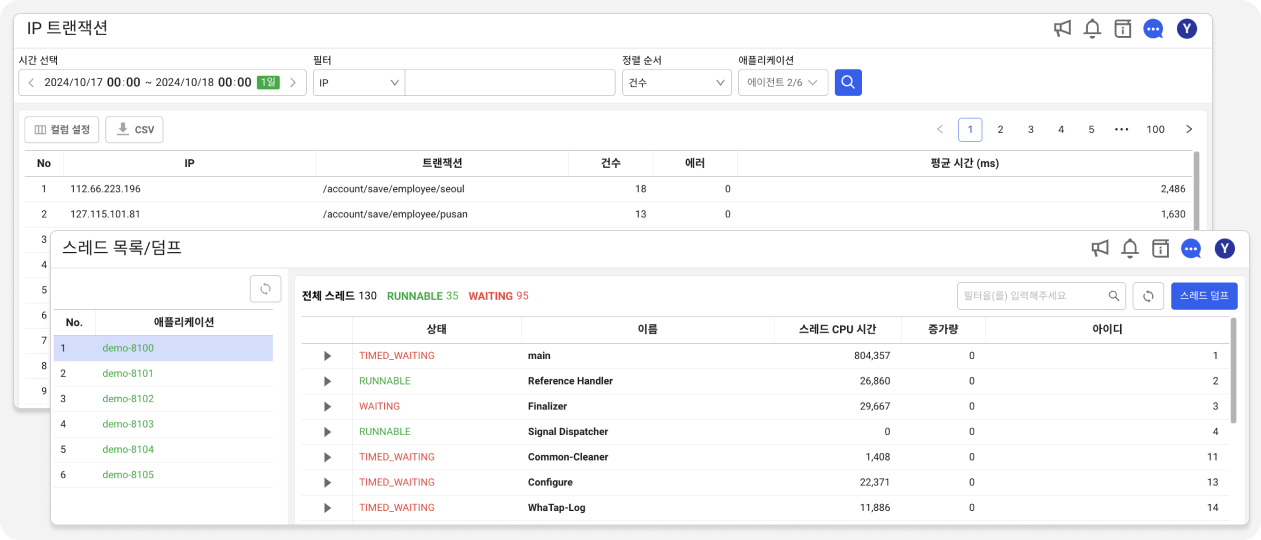 IP 트랜잭션
Y
시간 선택 필터 정렬 순서 애플리케이션
2024/10/17 00:00 ~ 2024/10/18 00:00 1일 IP 건수 에이전트 2/6
컬럼 설정 CSV 1 2 3 4 5 ••• 100
No IP 트랜잭션 건수 에러 평균 시간 (ms)
1 112.66.223.196 /account/save/employee/seoul 18 0 2,486
2 127.115.101.81 /account/save/employee/pusan 13 0 1,630
3
4
5
6
7
8
9
스레드 목록/덤프
Y
No. 애플리케이션
1 demo-8100
2 demo-8101
3 demo-8102
4 demo-8103
5 demo-8104
6 demo-8105
전체 스레드 130 RUNNABLE 35 WAITING 95 필터을(를) 입력해주세요 스레드 덤프
상태 이름 스레드 CPU 시간 증가량 아이디
TIMED_WAITING main 804,357 0 1
RUNNABLE Reference Handler 26,860 0 2
WAITING Finalizer 29,667 0 3
RUNNABLE Signal Dispatcher 0 0 4
TIMED_WAITING Common-Cleaner 1,408 0 11
TIMED_WAITING Configure 22,371 0 13
TIMED_WAITING WhaTap-Log 11,886 0 14